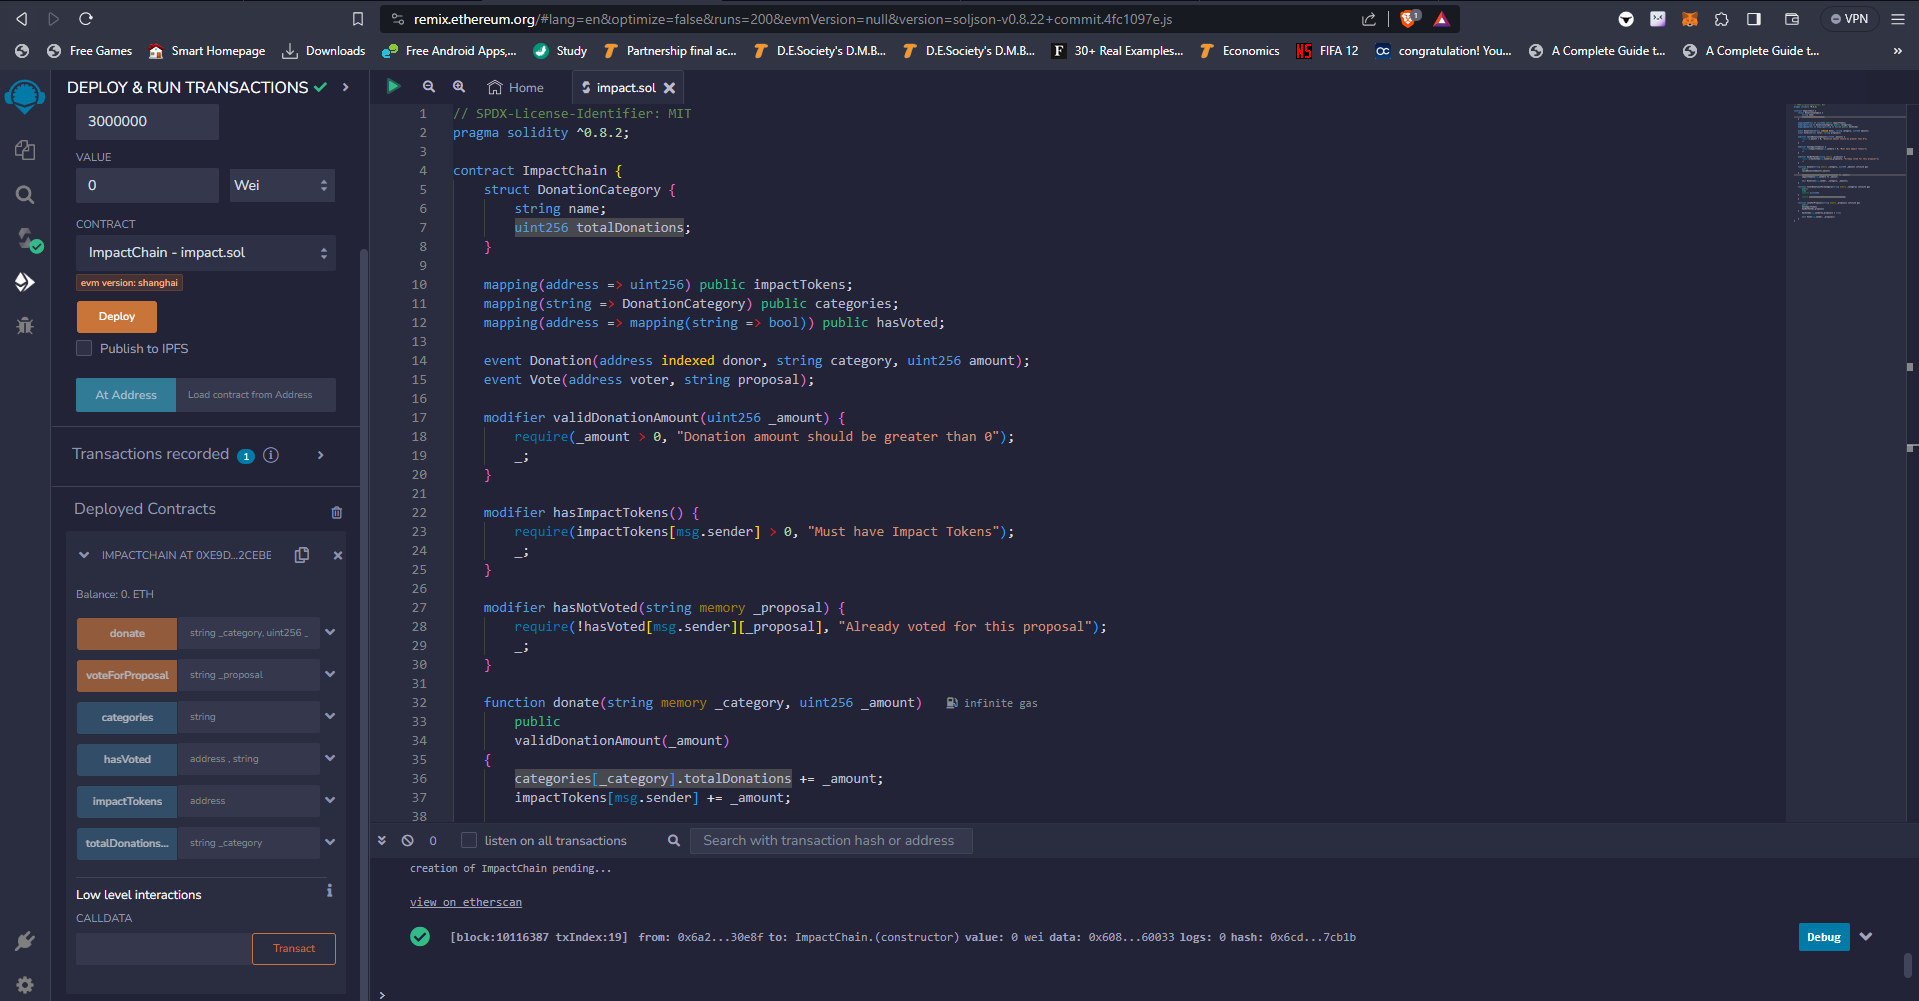 remix.ethereum.org/#lang=en&optimize=false&runs=200&evmVersion=null&version=soljson-v0.8.22+commit.4fc1097e.js
1
VPN
Free Games
Smart Homepage
Downloads
Free Android Apps,...
Study
Partnership final ac...
D.E.Society's D.M.B...
D.E.Society's D.M.B...
F
30+ Real Examples...
Economics
NS
FIFA 12
congratulation! You...
A Complete Guide t...
A Complete Guide t...
»
DEPLOY & RUN TRANSACTIONS
3000000
VALUE
0
Wei
CONTRACT
ImpactChain - impact.sol
evm version: shanghai
Deploy
Publish to IPFS
At Address
Load contract from Address
Transactions recorded 1 i
Deployed Contracts
IMPACTCHAIN AT 0XE9D...2CEBE
Balance: 0. ETH
donate string _category, uint256 _
voteForProposal string _proposal
categories string
hasVoted address , string
impactTokens address
totalDonations... string _category
Low level interactions
CALLDATA
Transact
Home
impact.sol
1 // SPDX-License-Identifier: MIT
2 pragma solidity ^0.8.2;
3
4 contract ImpactChain {
5 struct DonationCategory {
6 string name;
7 uint256 totalDonations;
8 }
9
10 mapping(address => uint256) public impactTokens;
11 mapping(string => DonationCategory) public categories;
12 mapping(address => mapping(string => bool)) public hasVoted;
13
14 event Donation(address indexed donor, string category, uint256 amount);
15 event Vote(address voter, string proposal);
16
17 modifier validDonationAmount(uint256 _amount) {
18 require(_amount > 0, "Donation amount should be greater than 0");
19 _;
20 }
21
22 modifier hasImpactTokens() {
23 require(impactTokens[msg.sender] > 0, "Must have Impact Tokens");
24 _;
25 }
26
27 modifier hasNotVoted(string memory _proposal) {
28 require(!hasVoted[msg.sender][_proposal], "Already voted for this proposal");
29 _;
30 }
31
32 function donate(string memory _category, uint256 _amount) infinite gas
33 public
34 validDonationAmount(_amount)
35 {
36 categories[_category].totalDonations += _amount;
37 impactTokens[msg.sender] += _amount;
38
0
listen on all transactions
Search with transaction hash or address
creation of ImpactChain pending...
view on etherscan
[block:10116387 txIndex:19] from: 0x6a2...30e8f to: ImpactChain.(constructor) value: 0 wei data: 0x608...60033 logs: 0 hash: 0x6cd...7cb1b
Debug
>